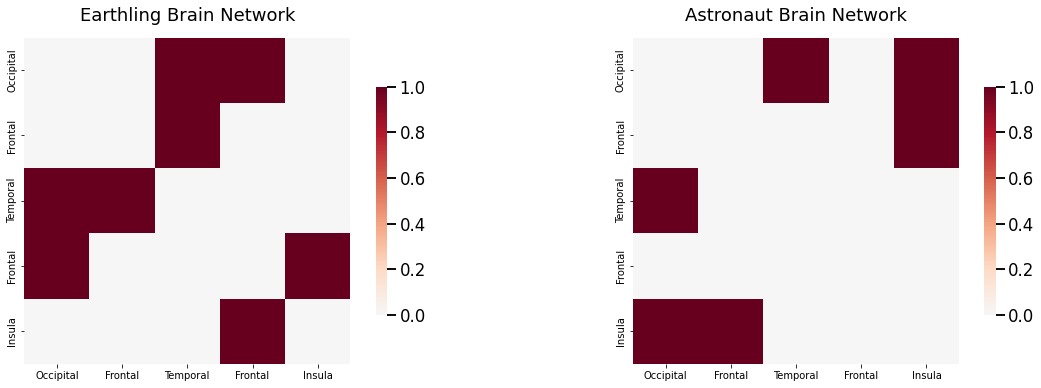 Earthling Brain Network
Occipital
Frontal
Temporal
Frontal
Insula
Occipital Frontal Temporal Frontal Insula
1.0
0.8
0.6
0.4
0.2
0.0
Astronaut Brain Network
Occipital
Frontal
Temporal
Frontal
Insula
Occipital Frontal Temporal Frontal Insula
1.0
0.8
0.6
0.4
0.2
0.0